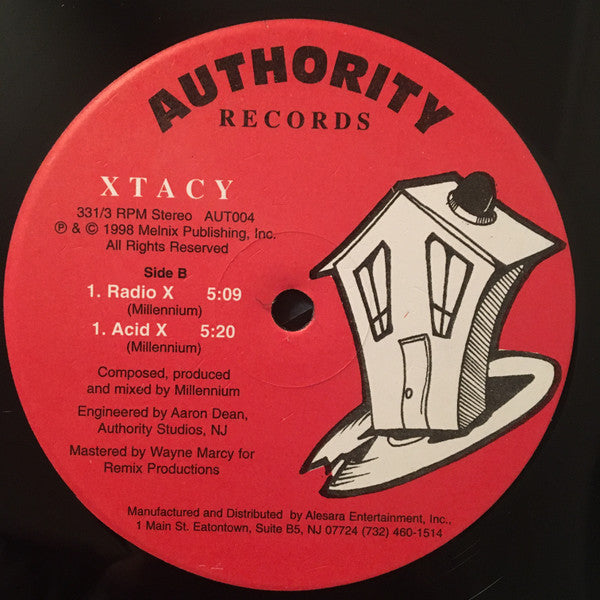 AUTHORITY
RECORDS
XTACY
331/3 RPM Stereo AUT004
℗ & © 1998 Melnix Publishing, Inc.
All Rights Reserved
Side B
1. Radio X 5:09
(Millennium)
1. Acid X 5:20
(Millennium)
Composed, produced
and mixed by Millennium
Engineered by Aaron Dean,
Authority Studios, NJ
Mastered by Wayne Marcy for
Remix Productions
Manufactured and Distributed by Alesara Entertainment, Inc.,
1 Main St. Eatontown, Suite B5, NJ 07724 (732) 460-1514